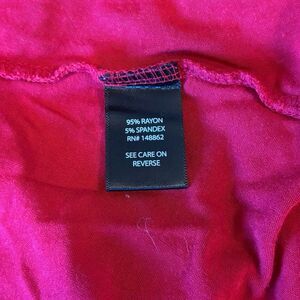 95% RAYON
5% SPANDEX
RN# 148862
SEE CARE ON
REVERSE